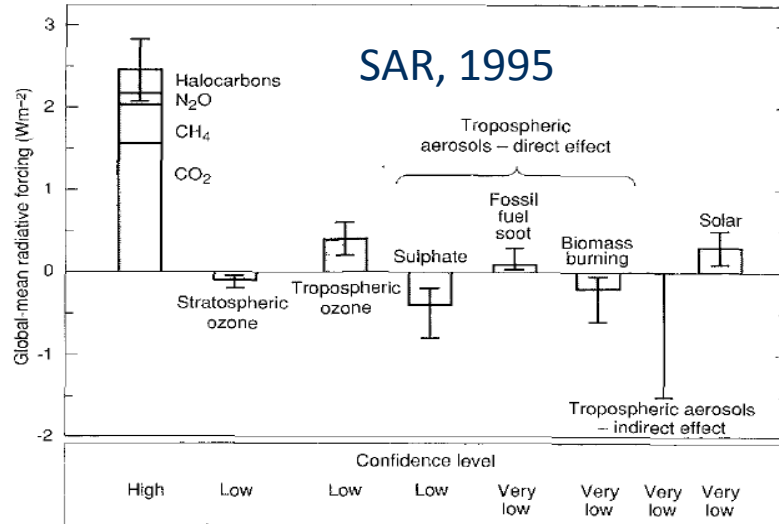 SAR, 1995
Global-mean radiative forcing (Wm⁻²)
3
2
1
0
-1
-2
Halocarbons
N₂O
CH₄
CO₂
Stratospheric
ozone
Tropospheric
ozone
Tropospheric
aerosols – direct effect
Sulphate
Fossil
fuel
soot
Biomass
burning
Tropospheric aerosols
– indirect effect
Solar
Confidence level
High
Low
Low
Low
Very
low
Very
low
Very
low
Very
low